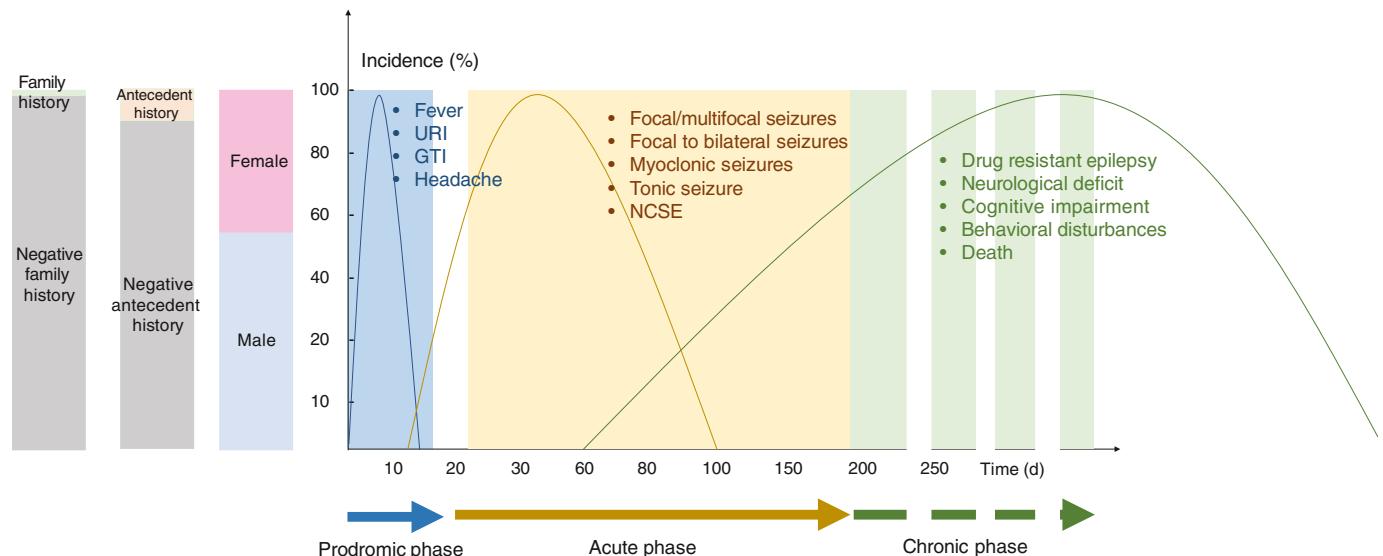 Incidence (%)
Family
history
Negative
family
history
Antecedent
history
Negative
antecedent
history
Female
Male
100
80
60
40
20
10
• Fever
• URI
• GTI
• Headache
• Focal/multifocal seizures
• Focal to bilateral seizures
• Myoclonic seizures
• Tonic seizure
• NCSE
• Drug resistant epilepsy
• Neurological deficit
• Cognitive impairment
• Behavioral disturbances
• Death
10 20 30 60 80 100 150 200 250 Time (d)
Prodromic phase Acute phase Chronic phase